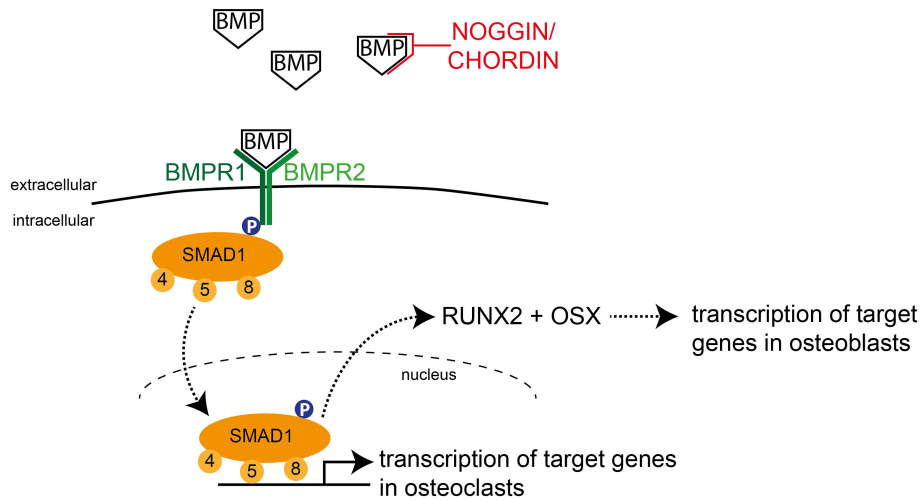 BMP
BMP
BMP
NOGGIN/
CHORDIN
BMP
BMPR1
BMPR2
extracellular
intracellular
P
SMAD1
4
5
8
RUNX2 + OSX
transcription of target
genes in osteoblasts
nucleus
P
SMAD1
4
5
8
transcription of target genes
in osteoclasts